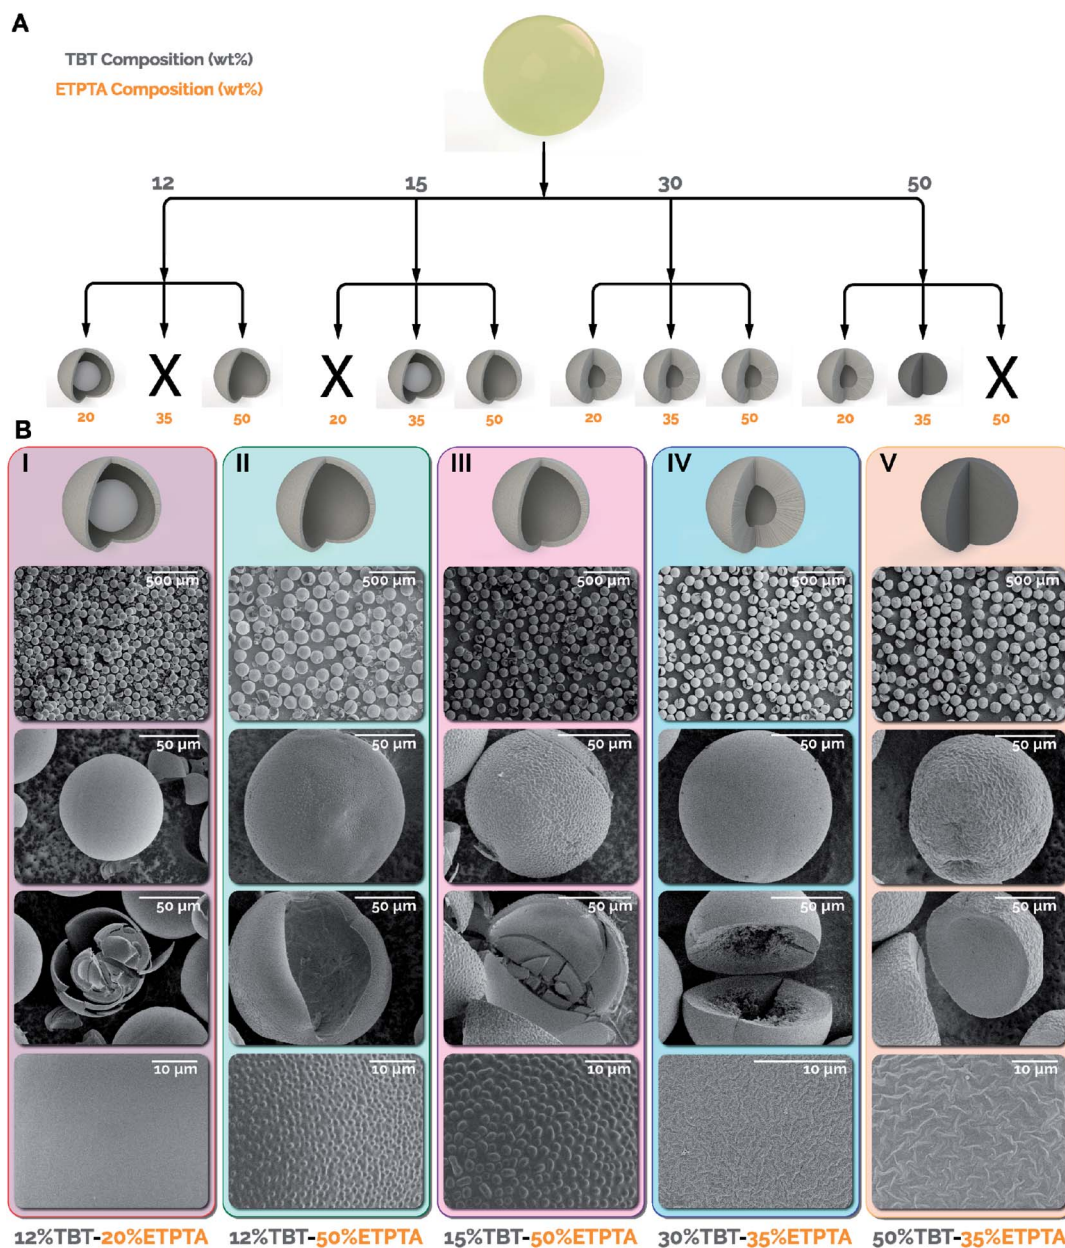 A
TBT Composition (wt%)
ETPTA Composition (wt%)
12 15 30 50
X X X
20 35 50 20 35 50 20 35 50 20 35 50
B
I II III IV V
500 µm 500 µm 500 µm 500 µm 500 µm
50 µm 50 µm 50 µm 50 µm 50 µm
50 µm 50 µm 50 µm 50 µm 50 µm
10 µm 10 µm 10 µm 10 µm 10 µm
12%TBT-20%ETPTA 12%TBT-50%ETPTA 15%TBT-50%ETPTA 30%TBT-35%ETPTA 50%TBT-35%ETPTA